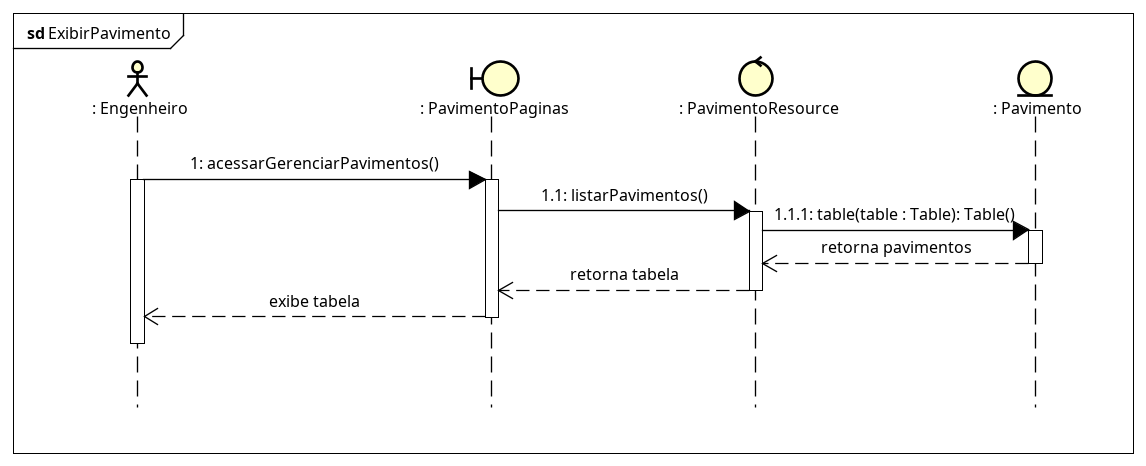 sd ExibirPavimento
: Engenheiro
: PavimentoPaginas
: PavimentoResource
: Pavimento
1: acessarGerenciarPavimentos()
1.1: listarPavimentos()
1.1.1: table(table : Table): Table()
retorna pavimentos
retorna tabela
exibe tabela